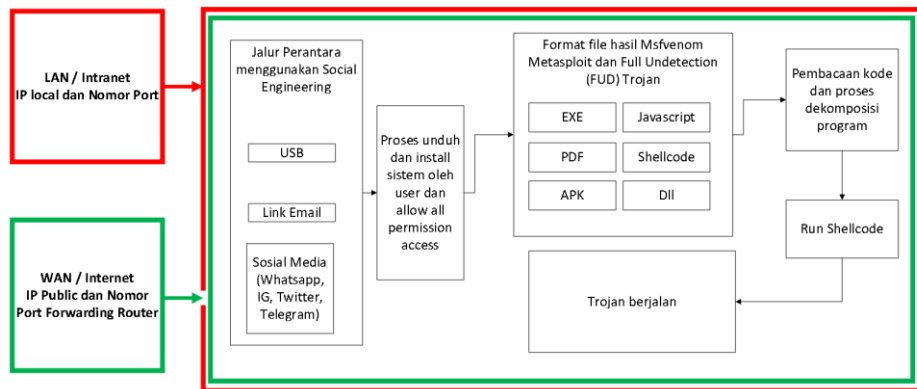 LAN / Intranet
IP local dan Nomor Port
WAN / Internet
IP Public dan Nomor
Port Forwarding Router
Jalur Perantara
menggunakan Social
Engineering
USB
Link Email
Sosial Media
(Whatsapp,
IG, Twitter,
Telegram)
Proses unduh
dan install
sistem oleh
user dan
allow all
permission
access
Format file hasil Msfvenom
Metasploit dan Full Undetection
(FUD) Trojan
EXE
Javascript
PDF
Shellcode
APK
Dll
Pembacaan kode
dan proses
dekomposisi
program
Run Shellcode
Trojan berjalan